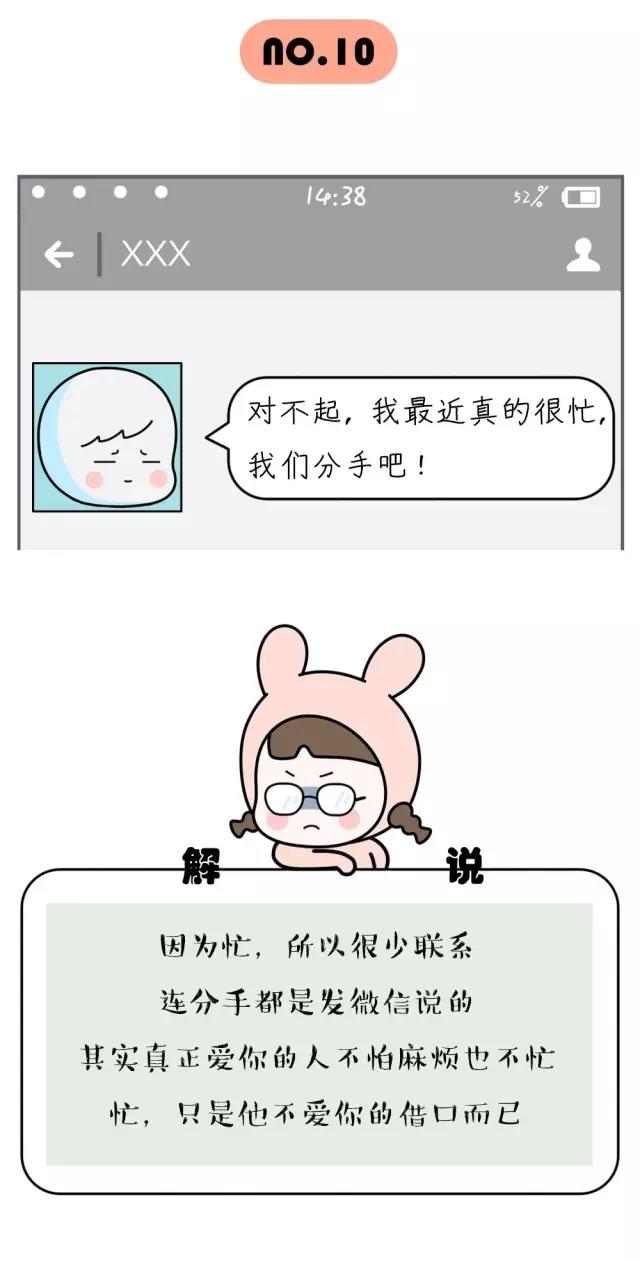 NO.10
14:38
52%
XXX
对不起，我最近真的很忙，
我们分手吧！
解 说
因为忙，所以很少联系
连分手都是发微信说的
其实真正爱你的人不怕麻烦也不忙
忙，只是他不爱你的借口而已